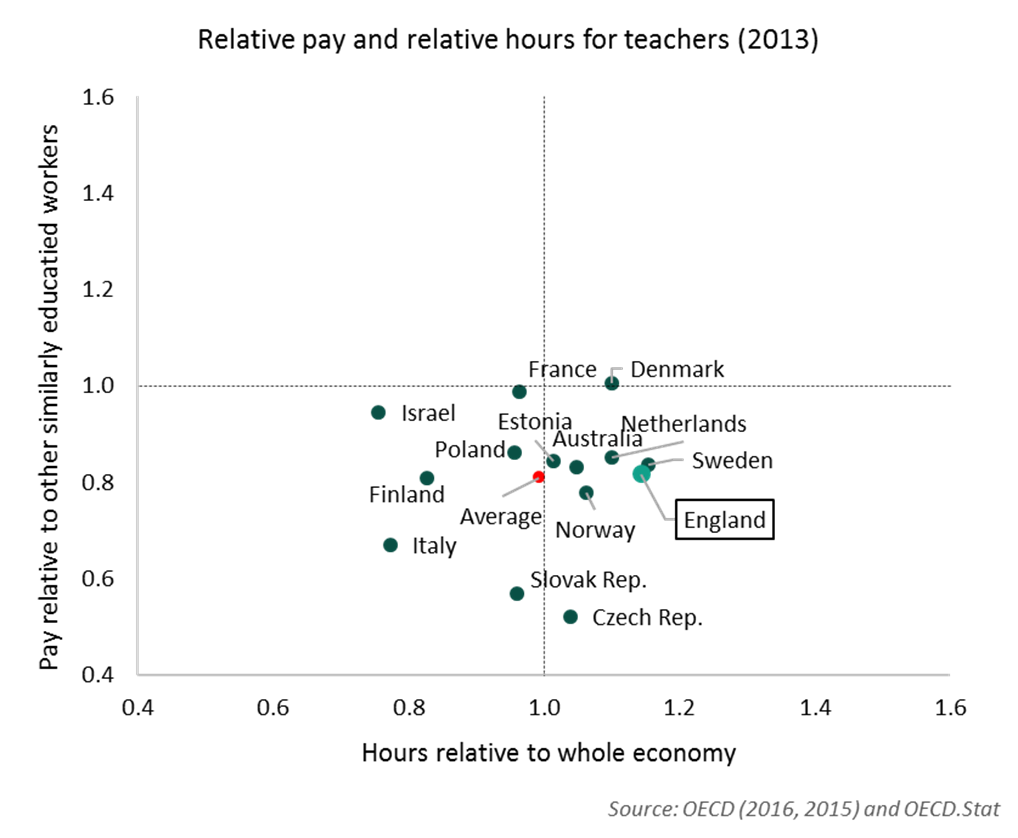 Relative pay and relative hours for teachers (2013)
Pay relative to other similarly educatied workers
1.6
1.4
1.2
1.0
0.8
0.6
0.4
France
Denmark
Israel
Estonia
Netherlands
Australia
Poland
Sweden
Finland
Average
England
Norway
Italy
Slovak Rep.
Czech Rep.
0.4 0.6 0.8 1.0 1.2 1.4 1.6
Hours relative to whole economy
Source: OECD (2016, 2015) and OECD.Stat